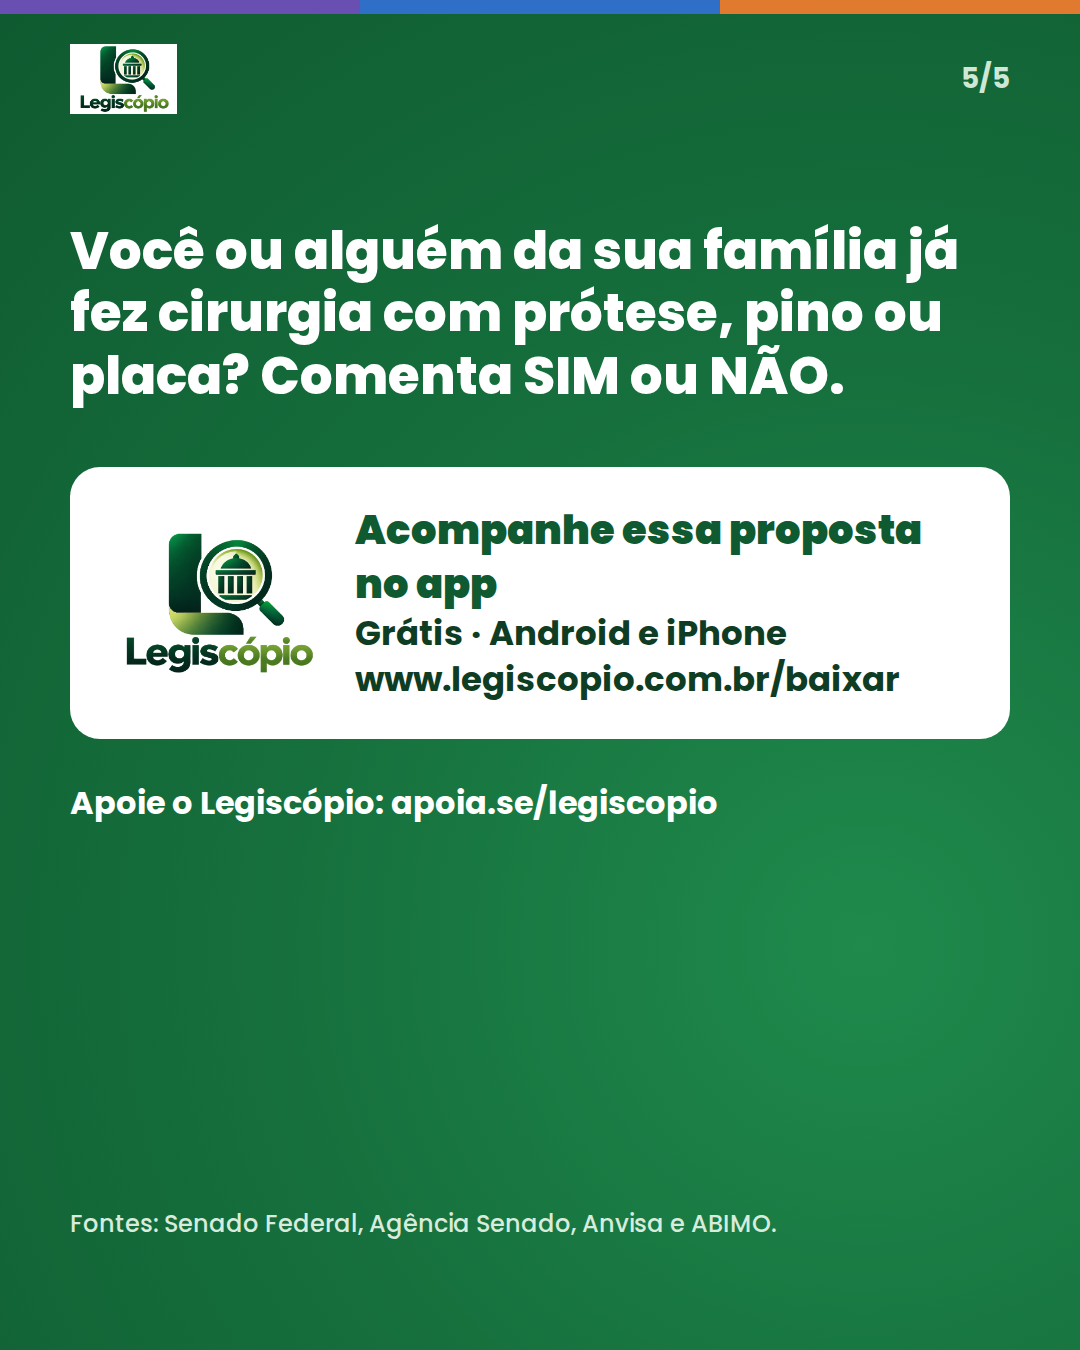 Legiscópio
5/5
Você ou alguém da sua família já
fez cirurgia com prótese, pino ou
placa? Comenta SIM ou NÃO.
Acompanhe essa proposta
no app
Grátis • Android e iPhone
www.legiscopio.com.br/baixar
Legiscópio
Apoie o Legiscópio: apoia.se/legiscopio
Fontes: Senado Federal, Agência Senado, Anvisa e ABIMO.